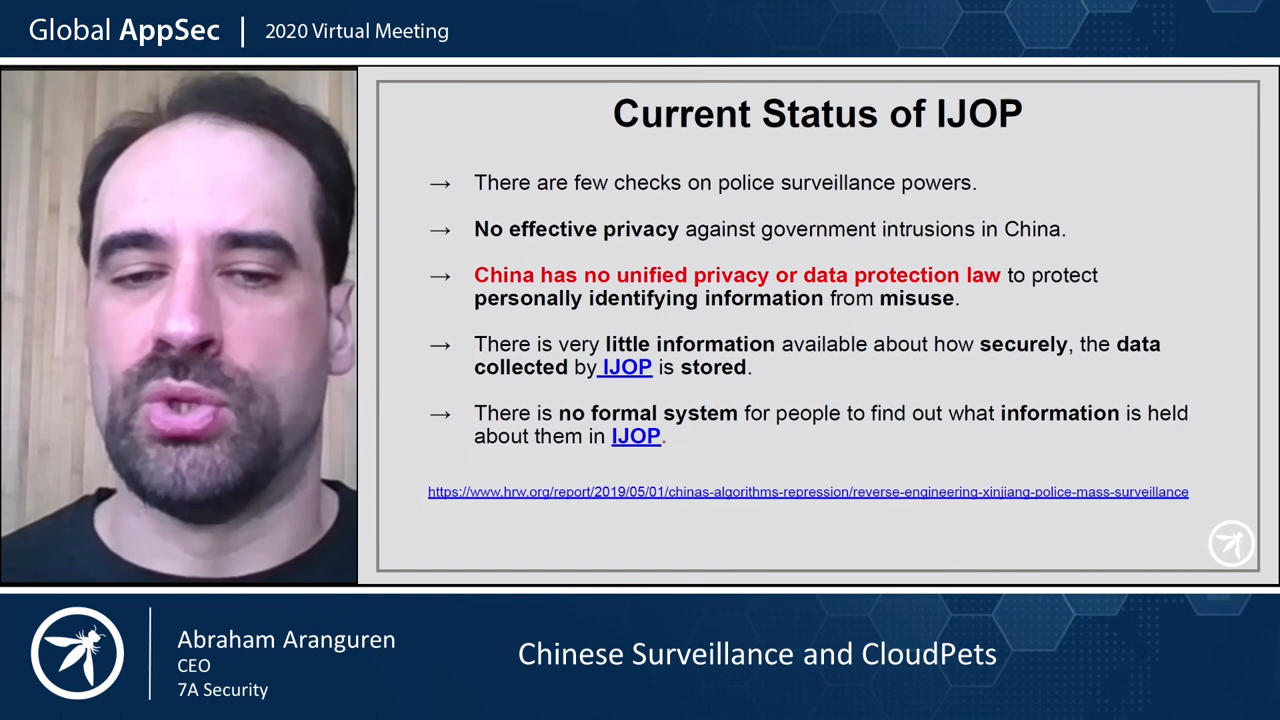 Global AppSec | 2020 Virtual Meeting
Current Status of IJOP
→ There are few checks on police surveillance powers.
→ No effective privacy against government intrusions in China.
→ China has no unified privacy or data protection law to protect
personally identifying information from misuse.
→ There is very little information available about how securely, the data
collected by IJOP is stored.
→ There is no formal system for people to find out what information is held
about them in IJOP.
https://www.hrw.org/report/2019/05/01/chinas-algorithms-repression/reverse-engineering-xinjiang-police-mass-surveillance
Abraham Aranguren
CEO
7A Security
Chinese Surveillance and CloudPets